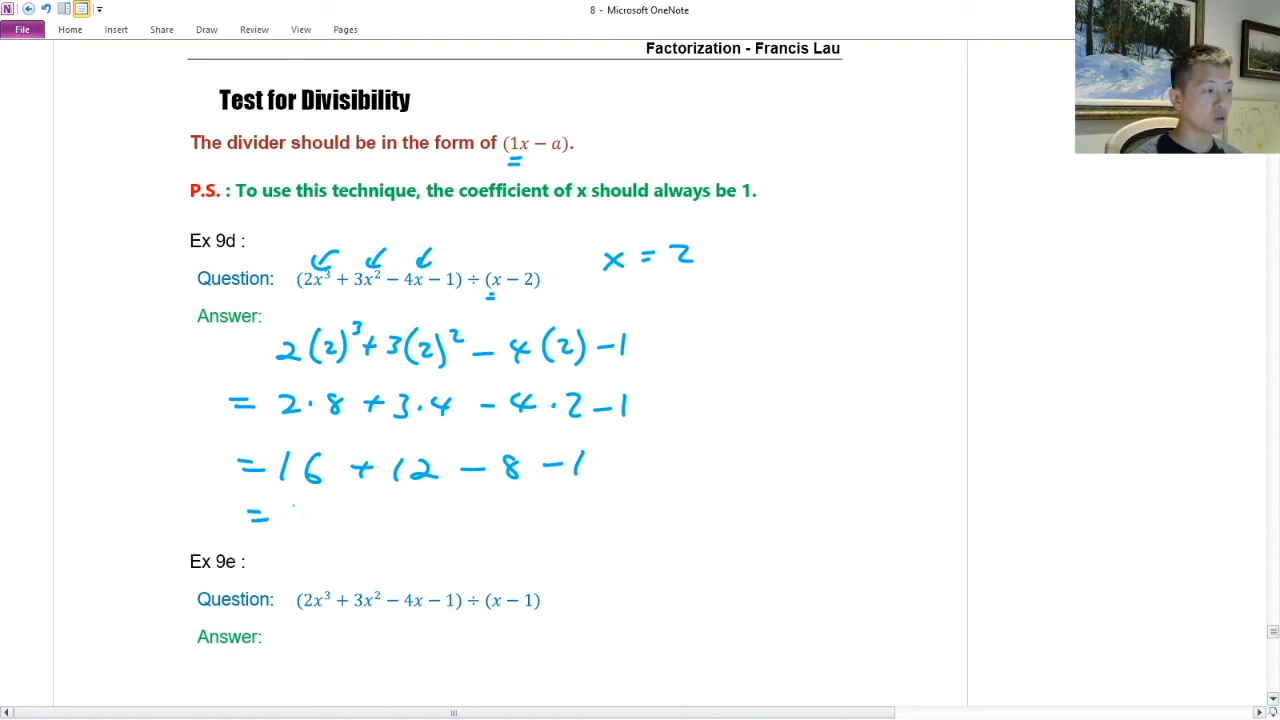 8 - Microsoft OneNote
File Home Insert Share Draw Review View Pages
Factorization - Francis Lau
Test for Divisibility
The divider should be in the form of (1x − a).
P.S. : To use this technique, the coefficient of x should always be 1.
Ex 9d :
x = 2
Question: (2x³ + 3x² − 4x − 1) ÷ (x − 2)
Answer:
2(2)³ + 3(2)² − 4(2) − 1
= 2·8 + 3·4 − 4·2 − 1
= 16 + 12 − 8 − 1
=
Ex 9e :
Question: (2x³ + 3x² − 4x − 1) ÷ (x − 1)
Answer: